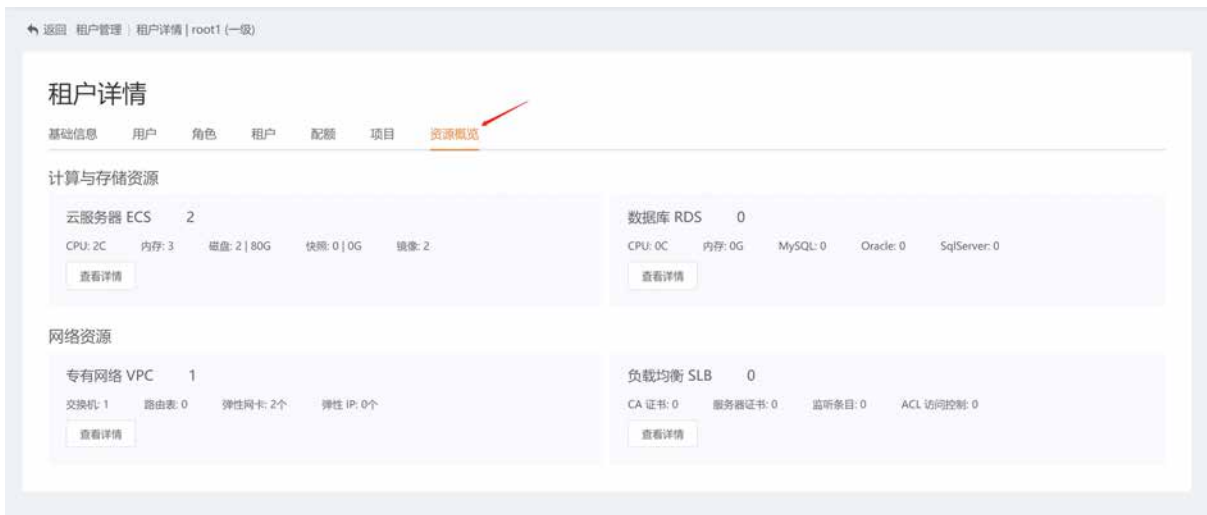 返回 租户管理 | 租户详情 | root1 (一级)
租户详情
基础信息 用户 角色 租户 配额 项目 资源概览
计算与存储资源
云服务器 ECS 2
CPU: 2C 内存: 3 磁盘: 2 | 80G 快照: 0 | 0G 镜像: 2
查看详情
数据库 RDS 0
CPU: 0C 内存: 0G MySQL: 0 Oracle: 0 SqlServer: 0
查看详情
网络资源
专有网络 VPC 1
交换机: 1 路由表: 0 弹性网卡: 2个 弹性 IP: 0个
查看详情
负载均衡 SLB 0
CA 证书: 0 服务器证书: 0 监听条目: 0 ACL 访问控制: 0
查看详情